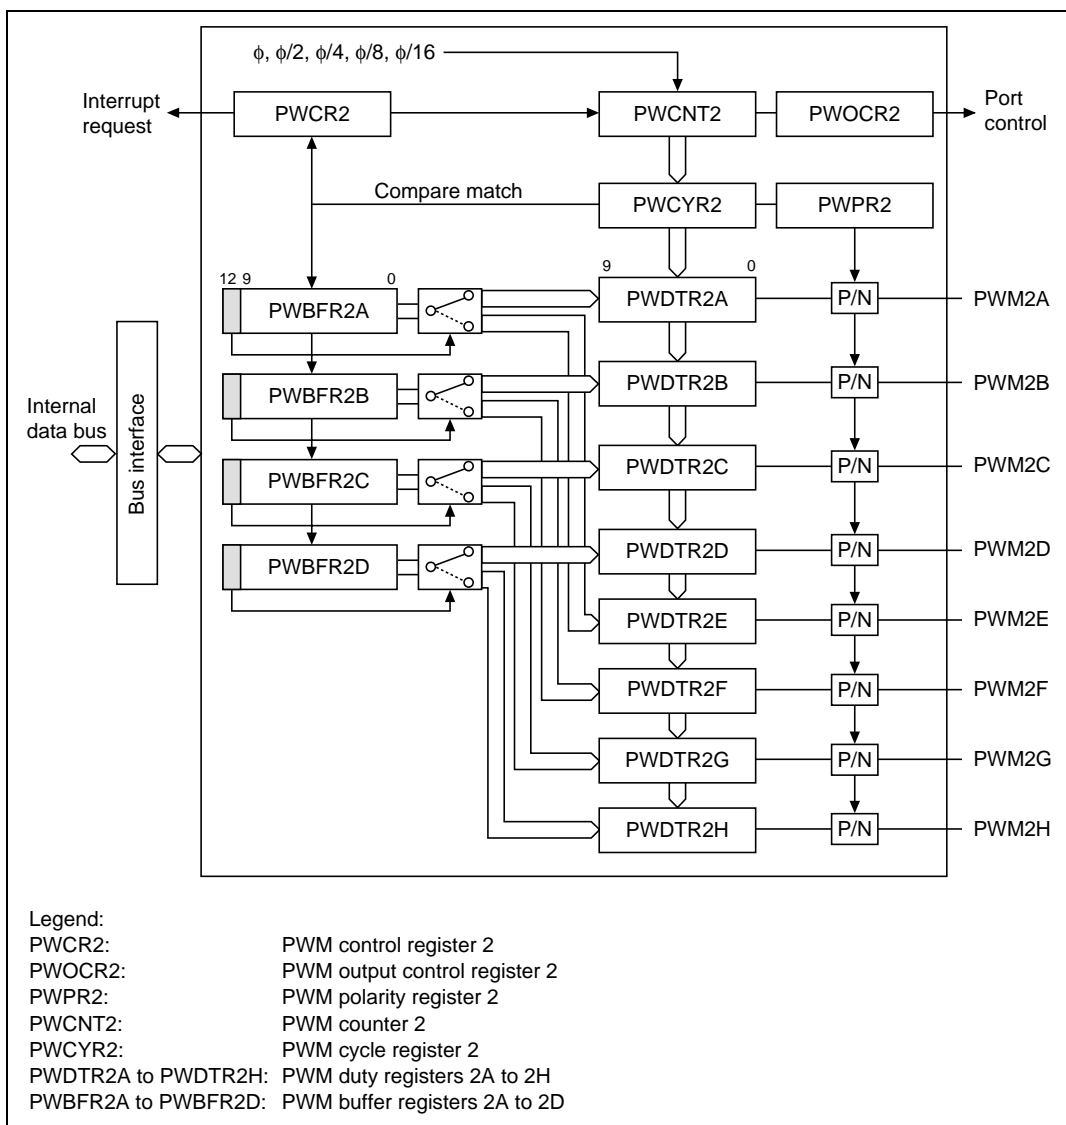 ϕ, ϕ/2, ϕ/4, ϕ/8, ϕ/16
Interrupt
request
PWCR2
PWCNT2
PWOCR2
Port
control
Compare match
PWCYR2
PWPR2
12 9 0
9 0
PWBFR2A
PWDTR2A
P/N
PWM2A
PWBFR2B
PWDTR2B
P/N
PWM2B
Internal
data bus
Bus interface
PWBFR2C
PWDTR2C
P/N
PWM2C
PWBFR2D
PWDTR2D
P/N
PWM2D
PWDTR2E
P/N
PWM2E
PWDTR2F
P/N
PWM2F
PWDTR2G
P/N
PWM2G
PWDTR2H
P/N
PWM2H
Legend:
PWCR2: PWM control register 2
PWOCR2: PWM output control register 2
PWPR2: PWM polarity register 2
PWCNT2: PWM counter 2
PWCYR2: PWM cycle register 2
PWDTR2A to PWDTR2H: PWM duty registers 2A to 2H
PWBFR2A to PWBFR2D: PWM buffer registers 2A to 2D